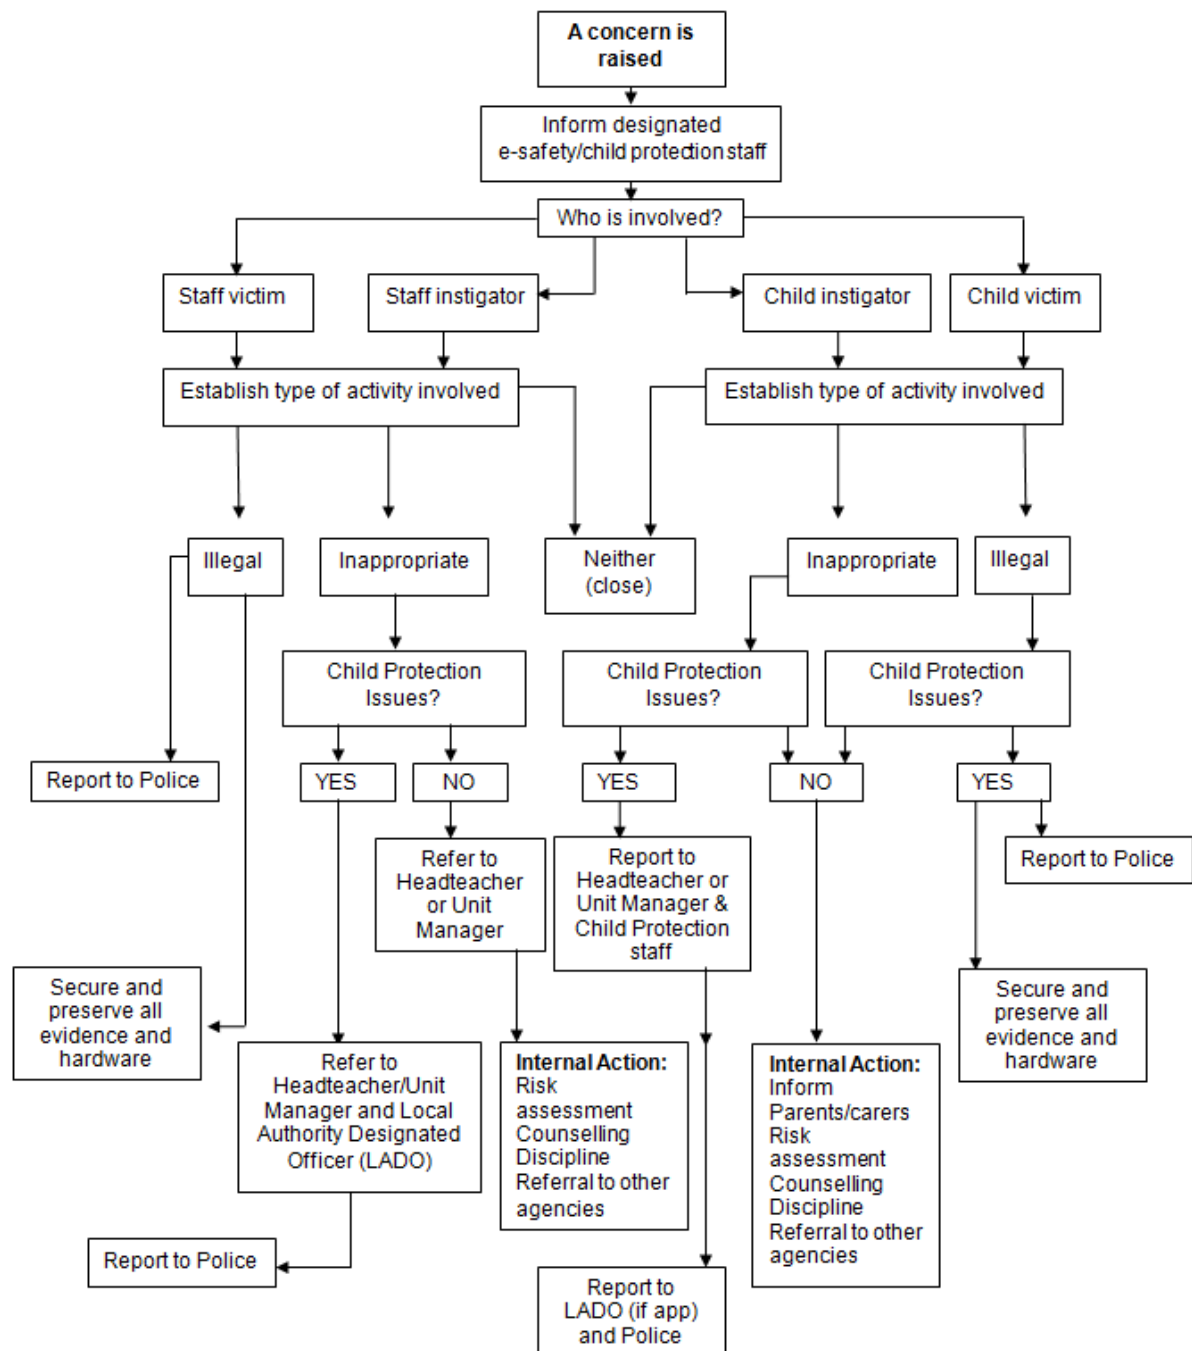 A concern is
raised
Inform designated
e-safety/child protection staff
Who is involved?
Staff victim
Staff instigator
Child instigator
Child victim
Establish type of activity involved
Establish type of activity involved
Illegal
Inappropriate
Neither
(close)
Inappropriate
Illegal
Child Protection
Issues?
Child Protection
Issues?
Child Protection
Issues?
Report to Police
YES
NO
YES
NO
YES
Refer to
Headteacher
or Unit
Manager
Report to
Headteacher or
Unit Manager &
Child Protection
staff
Report to Police
Secure and
preserve all
evidence and
hardware
Secure and
preserve all
evidence and
hardware
Refer to
Headteacher/Unit
Manager and Local
Authority Designated
Officer (LADO)
Internal Action:
Risk
assessment
Counselling
Discipline
Referral to other
agencies
Internal Action:
Inform
Parents/carers
Risk
assessment
Counselling
Discipline
Referral to other
agencies
Report to Police
Report to
LADO (if app)
and Police